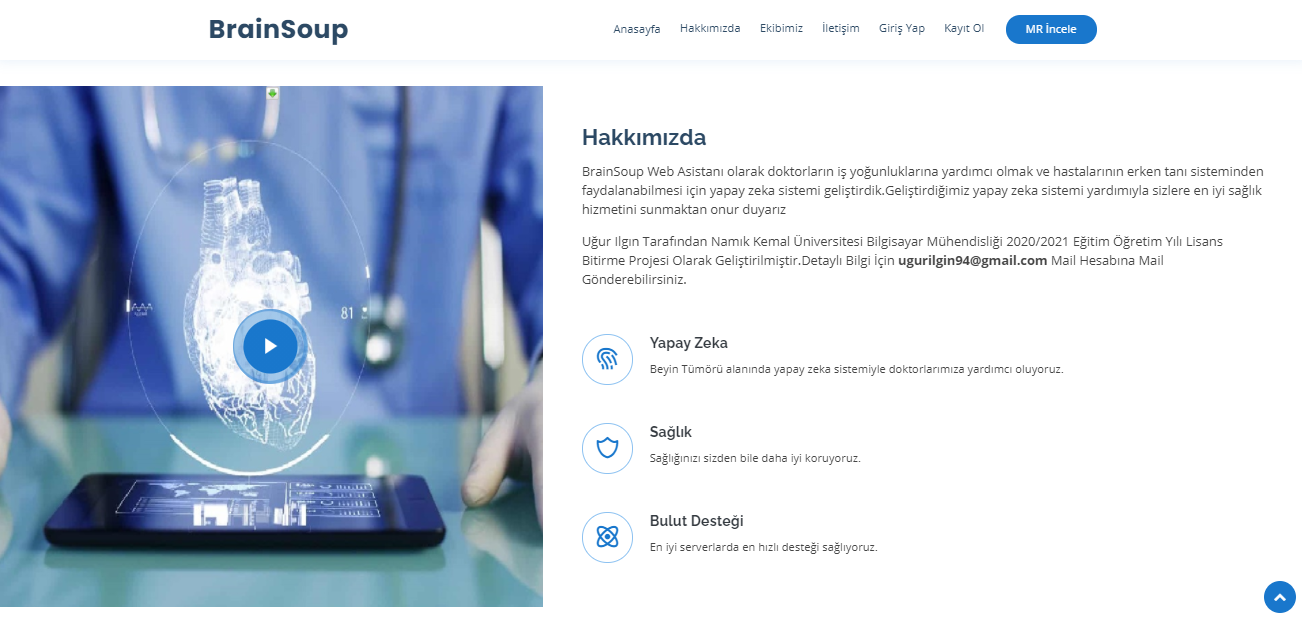 BrainSoup
Anasayfa Hakkımızda Ekibimiz İletişim Giriş Yap Kayıt Ol MR İncele
81
Hakkımızda
BrainSoup Web Asistanı olarak doktorların iş yoğunluklarına yardımcı olmak ve hastalarının erken tanı sisteminden
faydalanabilmesi için yapay zeka sistemi geliştirdik.Geliştirdiğimiz yapay zeka sistemi yardımıyla sizlere en iyi sağlık
hizmetini sunmaktan onur duyarız
Uğur Ilgın Tarafından Namık Kemal Üniversitesi Bilgisayar Mühendisliği 2020/2021 Eğitim Öğretim Yılı Lisans
Bitirme Projesi Olarak Geliştirilmiştir.Detaylı Bilgi İçin ugurilgin94@gmail.com Mail Hesabına Mail
Gönderebilirsiniz.
Yapay Zeka
Beyin Tümörü alanında yapay zeka sistemiyle doktorlarımıza yardımcı oluyoruz.
Sağlık
Sağlığınızı sizden bile daha iyi koruyoruz.
Bulut Desteği
En iyi serverlarda en hızlı desteği sağlıyoruz.